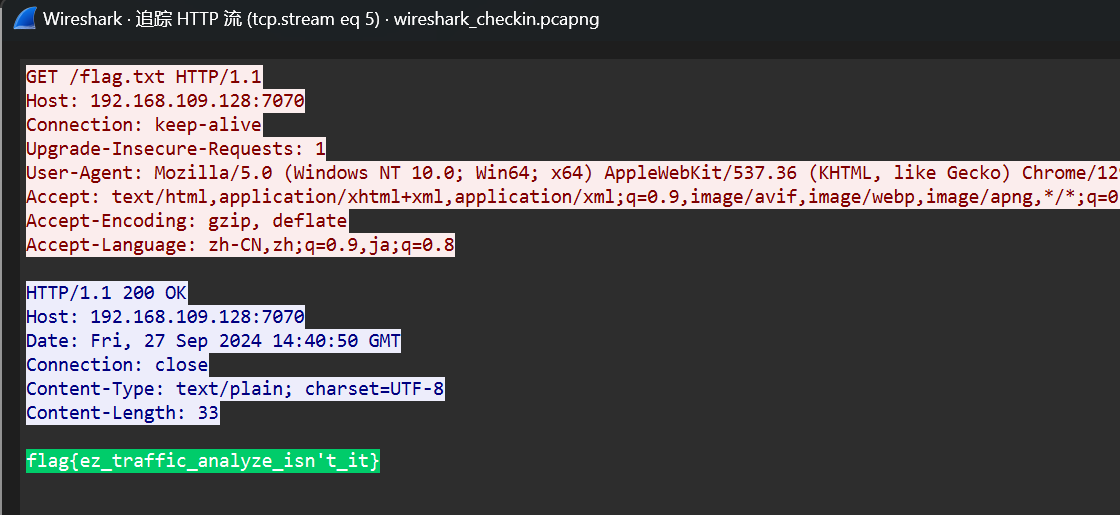 Wireshark · 追踪 HTTP 流 (tcp.stream eq 5) · wireshark_checkin.pcapng
GET /flag.txt HTTP/1.1
Host: 192.168.109.128:7070
Connection: keep-alive
Upgrade-Insecure-Requests: 1
User-Agent: Mozilla/5.0 (Windows NT 10.0; Win64; x64) AppleWebKit/537.36 (KHTML, like Gecko) Chrome/12
Accept: text/html,application/xhtml+xml,application/xml;q=0.9,image/avif,image/webp,image/apng,*/*;q=0
Accept-Encoding: gzip, deflate
Accept-Language: zh-CN,zh;q=0.9,ja;q=0.8
HTTP/1.1 200 OK
Host: 192.168.109.128:7070
Date: Fri, 27 Sep 2024 14:40:50 GMT
Connection: close
Content-Type: text/plain; charset=UTF-8
Content-Length: 33
flag{ez_traffic_analyze_isn't_it}